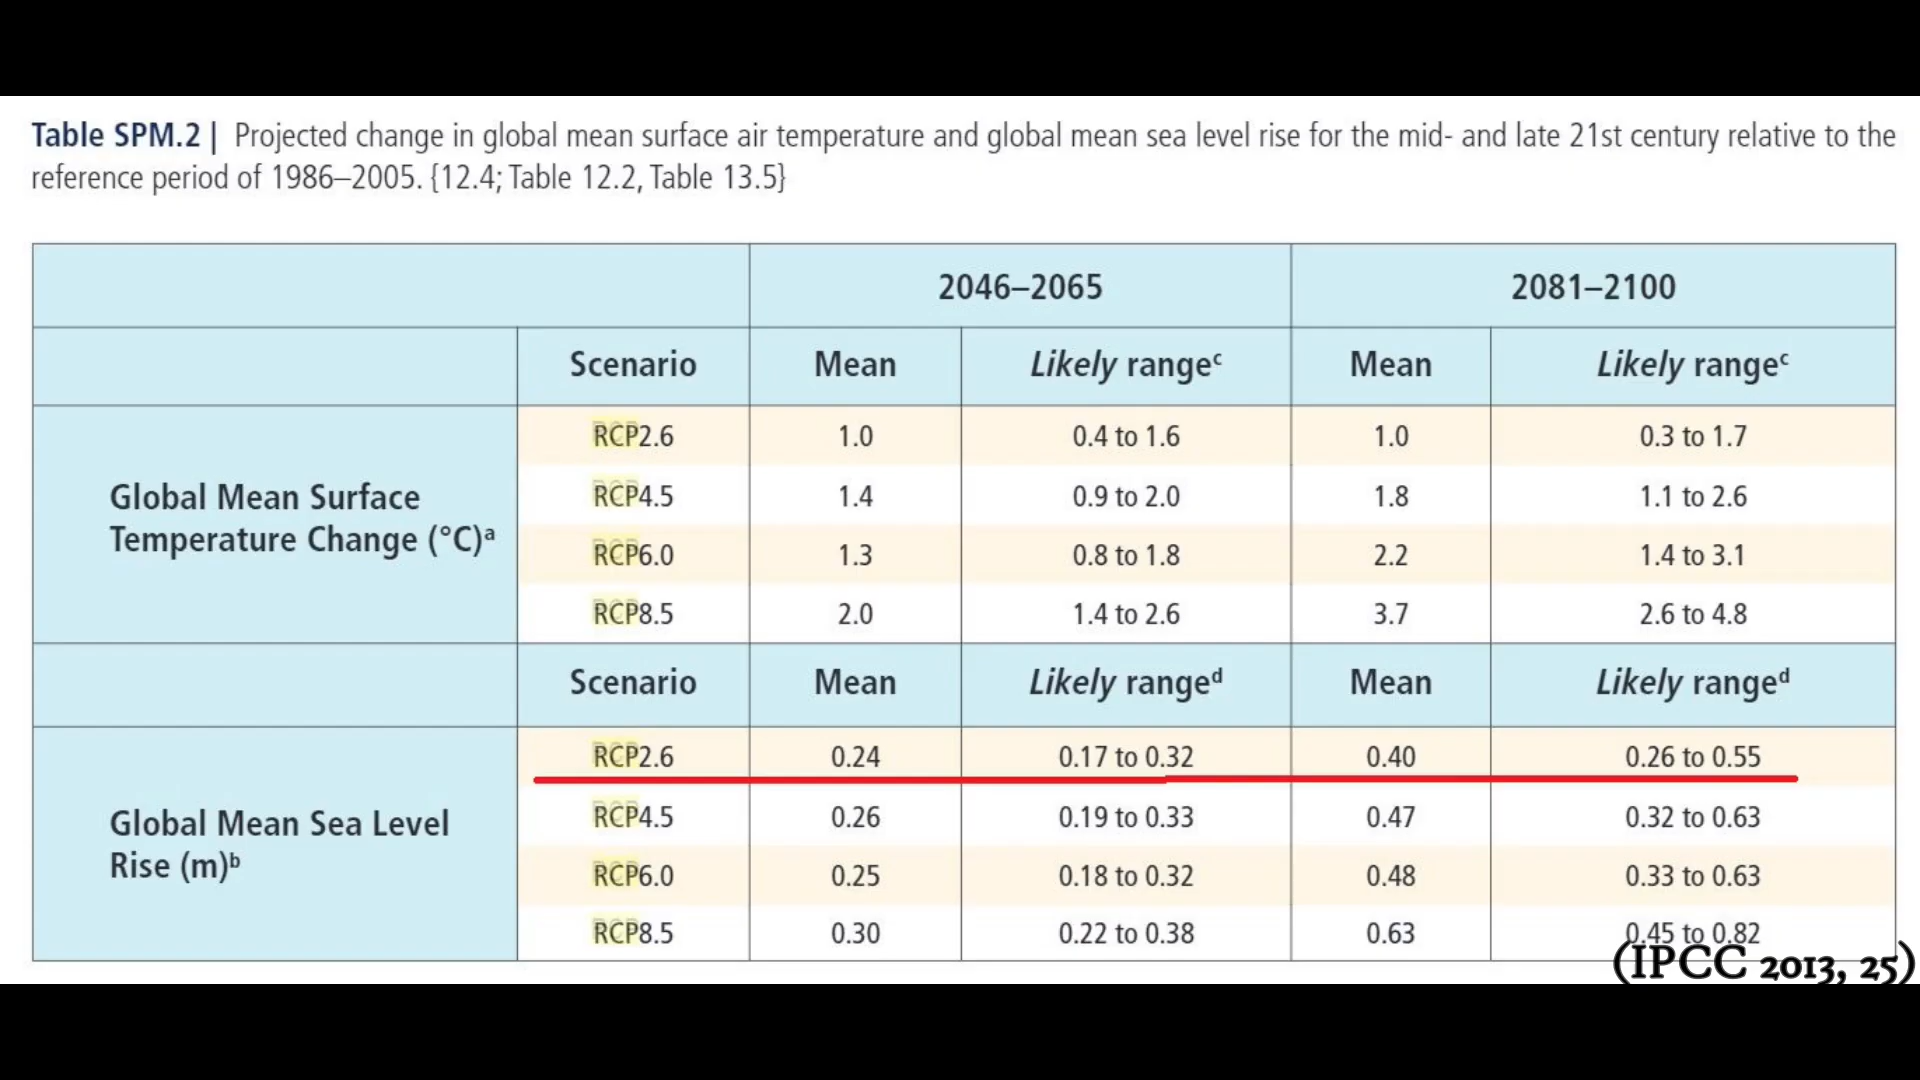 Table SPM.2 | Projected change in global mean surface air temperature and global mean sea level rise for the mid- and late 21st century relative to the
reference period of 1986–2005. {12.4; Table 12.2, Table 13.5}
2046–2065 2081–2100
Scenario Mean Likely rangeᶜ Mean Likely rangeᶜ
Global Mean Surface
Temperature Change (°C)ᵃ
RCP2.6 1.0 0.4 to 1.6 1.0 0.3 to 1.7
RCP4.5 1.4 0.9 to 2.0 1.8 1.1 to 2.6
RCP6.0 1.3 0.8 to 1.8 2.2 1.4 to 3.1
RCP8.5 2.0 1.4 to 2.6 3.7 2.6 to 4.8
Scenario Mean Likely rangeᵈ Mean Likely rangeᵈ
Global Mean Sea Level
Rise (m)ᵇ
RCP2.6 0.24 0.17 to 0.32 0.40 0.26 to 0.55
RCP4.5 0.26 0.19 to 0.33 0.47 0.32 to 0.63
RCP6.0 0.25 0.18 to 0.32 0.48 0.33 to 0.63
RCP8.5 0.30 0.22 to 0.38 0.63 0.45 to 0.82
(IPCC 2013, 25)